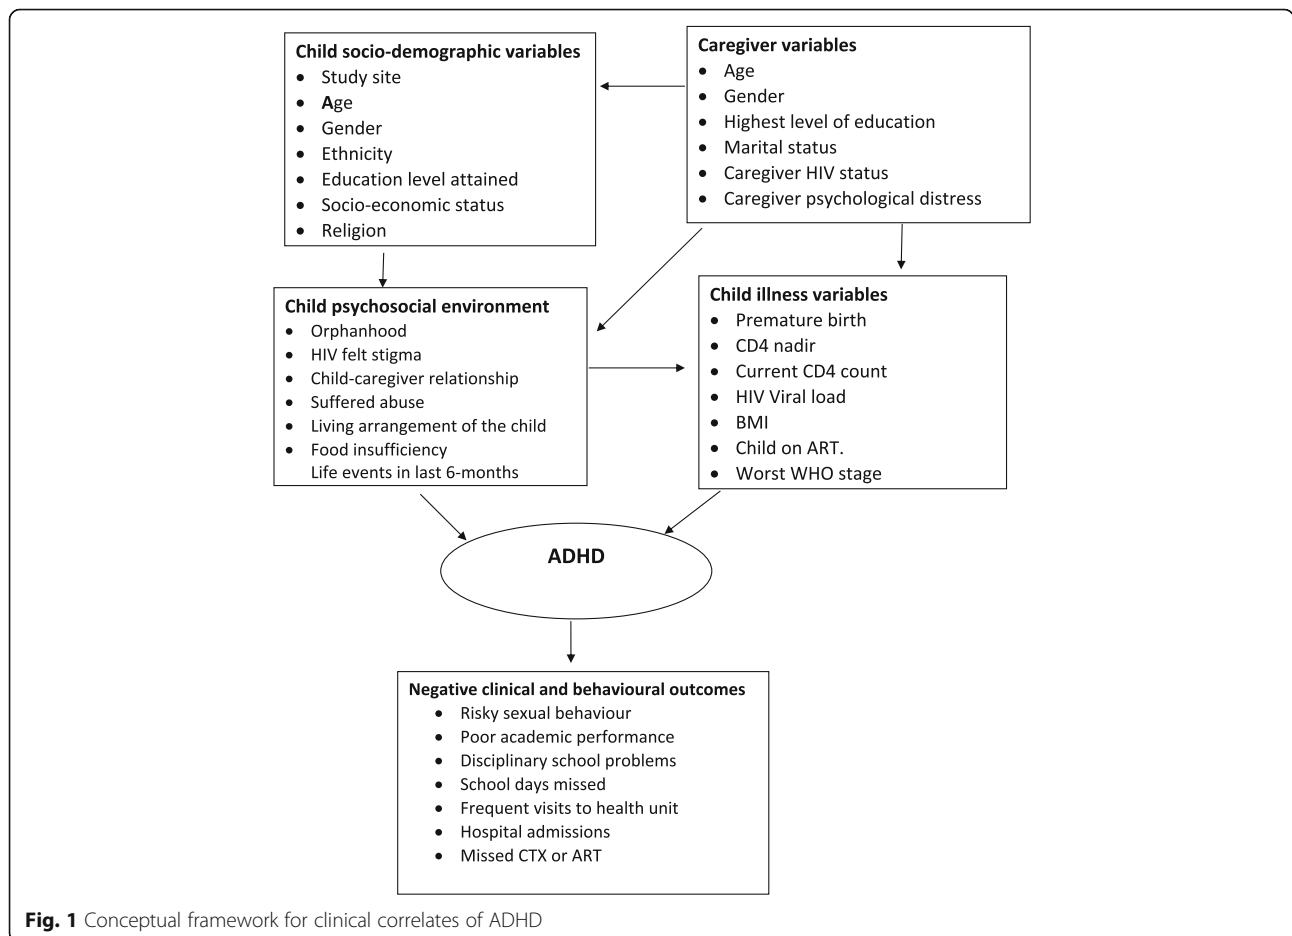 Child socio-demographic variables
• Study site
• Age
• Gender
• Ethnicity
• Education level attained
• Socio-economic status
• Religion
Caregiver variables
• Age
• Gender
• Highest level of education
• Marital status
• Caregiver HIV status
• Caregiver psychological distress
Child psychosocial environment
• Orphanhood
• HIV felt stigma
• Child-caregiver relationship
• Suffered abuse
• Living arrangement of the child
• Food insufficiency
Life events in last 6-months
Child illness variables
• Premature birth
• CD4 nadir
• Current CD4 count
• HIV Viral load
• BMI
• Child on ART.
• Worst WHO stage
ADHD
Negative clinical and behavioural outcomes
• Risky sexual behaviour
• Poor academic performance
• Disciplinary school problems
• School days missed
• Frequent visits to health unit
• Hospital admissions
• Missed CTX or ART
Fig. 1 Conceptual framework for clinical correlates of ADHD